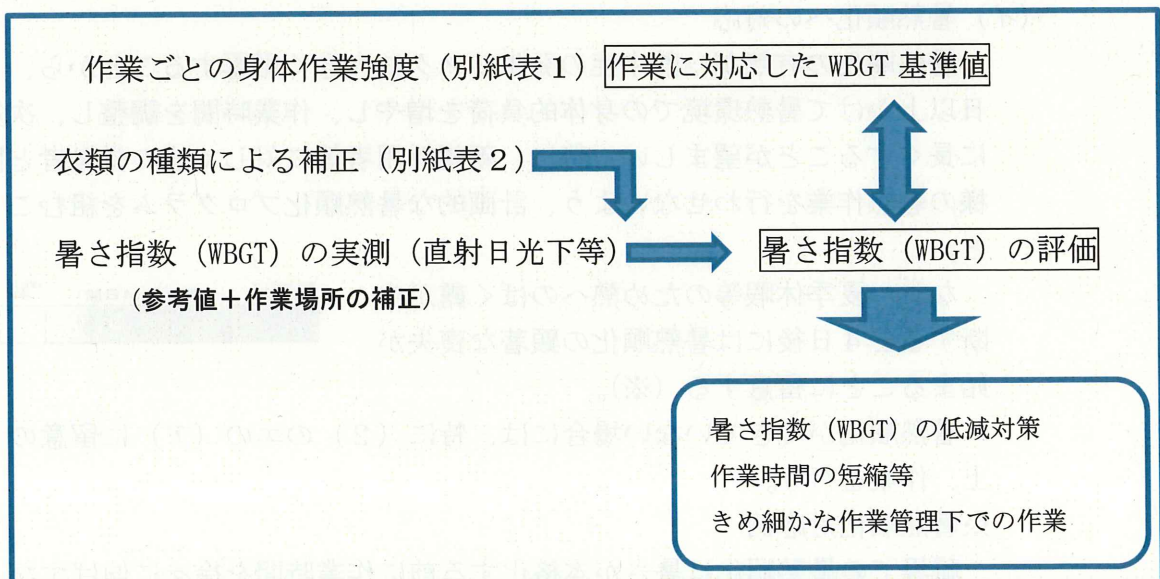 作業ごとの身体作業強度（別紙表１）作業に対応した WBGT 基準値
衣類の種類による補正（別紙表２）
暑さ指数（WBGT）の実測（直射日光下等）
暑さ指数（WBGT）の評価
（参考値＋作業場所の補正）
暑さ指数（WBGT）の低減対策
作業時間の短縮等
きめ細かな作業管理下での作業